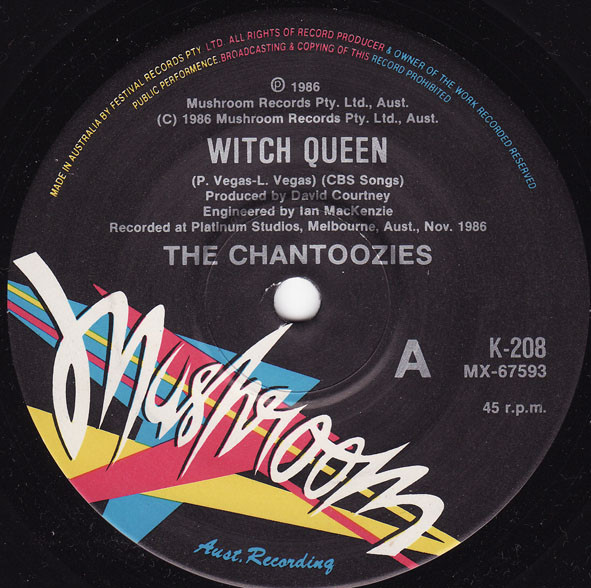 MADE IN AUSTRALIA BY FESTIVAL RECORDS PTY. LTD. ALL RIGHTS OF RECORD PRODUCER & OWNER OF THE WORK RECORDED RESERVED
PUBLIC PERFORMENCE, BROADCASTING & COPYING OF THIS RECORD PROHIBITED
℗ 1986
Mushroom Records Pty. Ltd., Aust.
(C) 1986 Mushroom Records Pty. Ltd., Aust.
WITCH QUEEN
(P. Vegas-L. Vegas) (CBS Songs)
Produced by David Courtney
Engineered by Ian MacKenzie
Recorded at Platinum Studios, Melbourne, Aust., Nov. 1986
THE CHANTOOZIES
A
K-208
MX-67593
45 r.p.m.
Mushroom
Aust. Recording